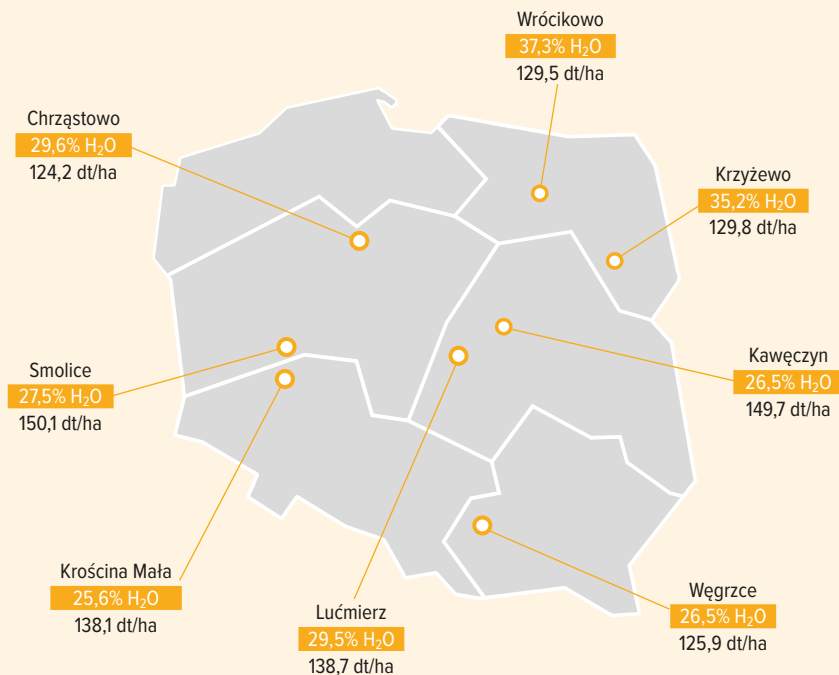 Wrócikowo
37,3% H₂O
129,5 dt/ha
Chrząstowo
29,6% H₂O
124,2 dt/ha
Krzyżewo
35,2% H₂O
129,8 dt/ha
Smolice
27,5% H₂O
150,1 dt/ha
Kawęczyn
26,5% H₂O
149,7 dt/ha
Krościna Mała
25,6% H₂O
138,1 dt/ha
Lućmierz
29,5% H₂O
138,7 dt/ha
Węgrzce
26,5% H₂O
125,9 dt/ha